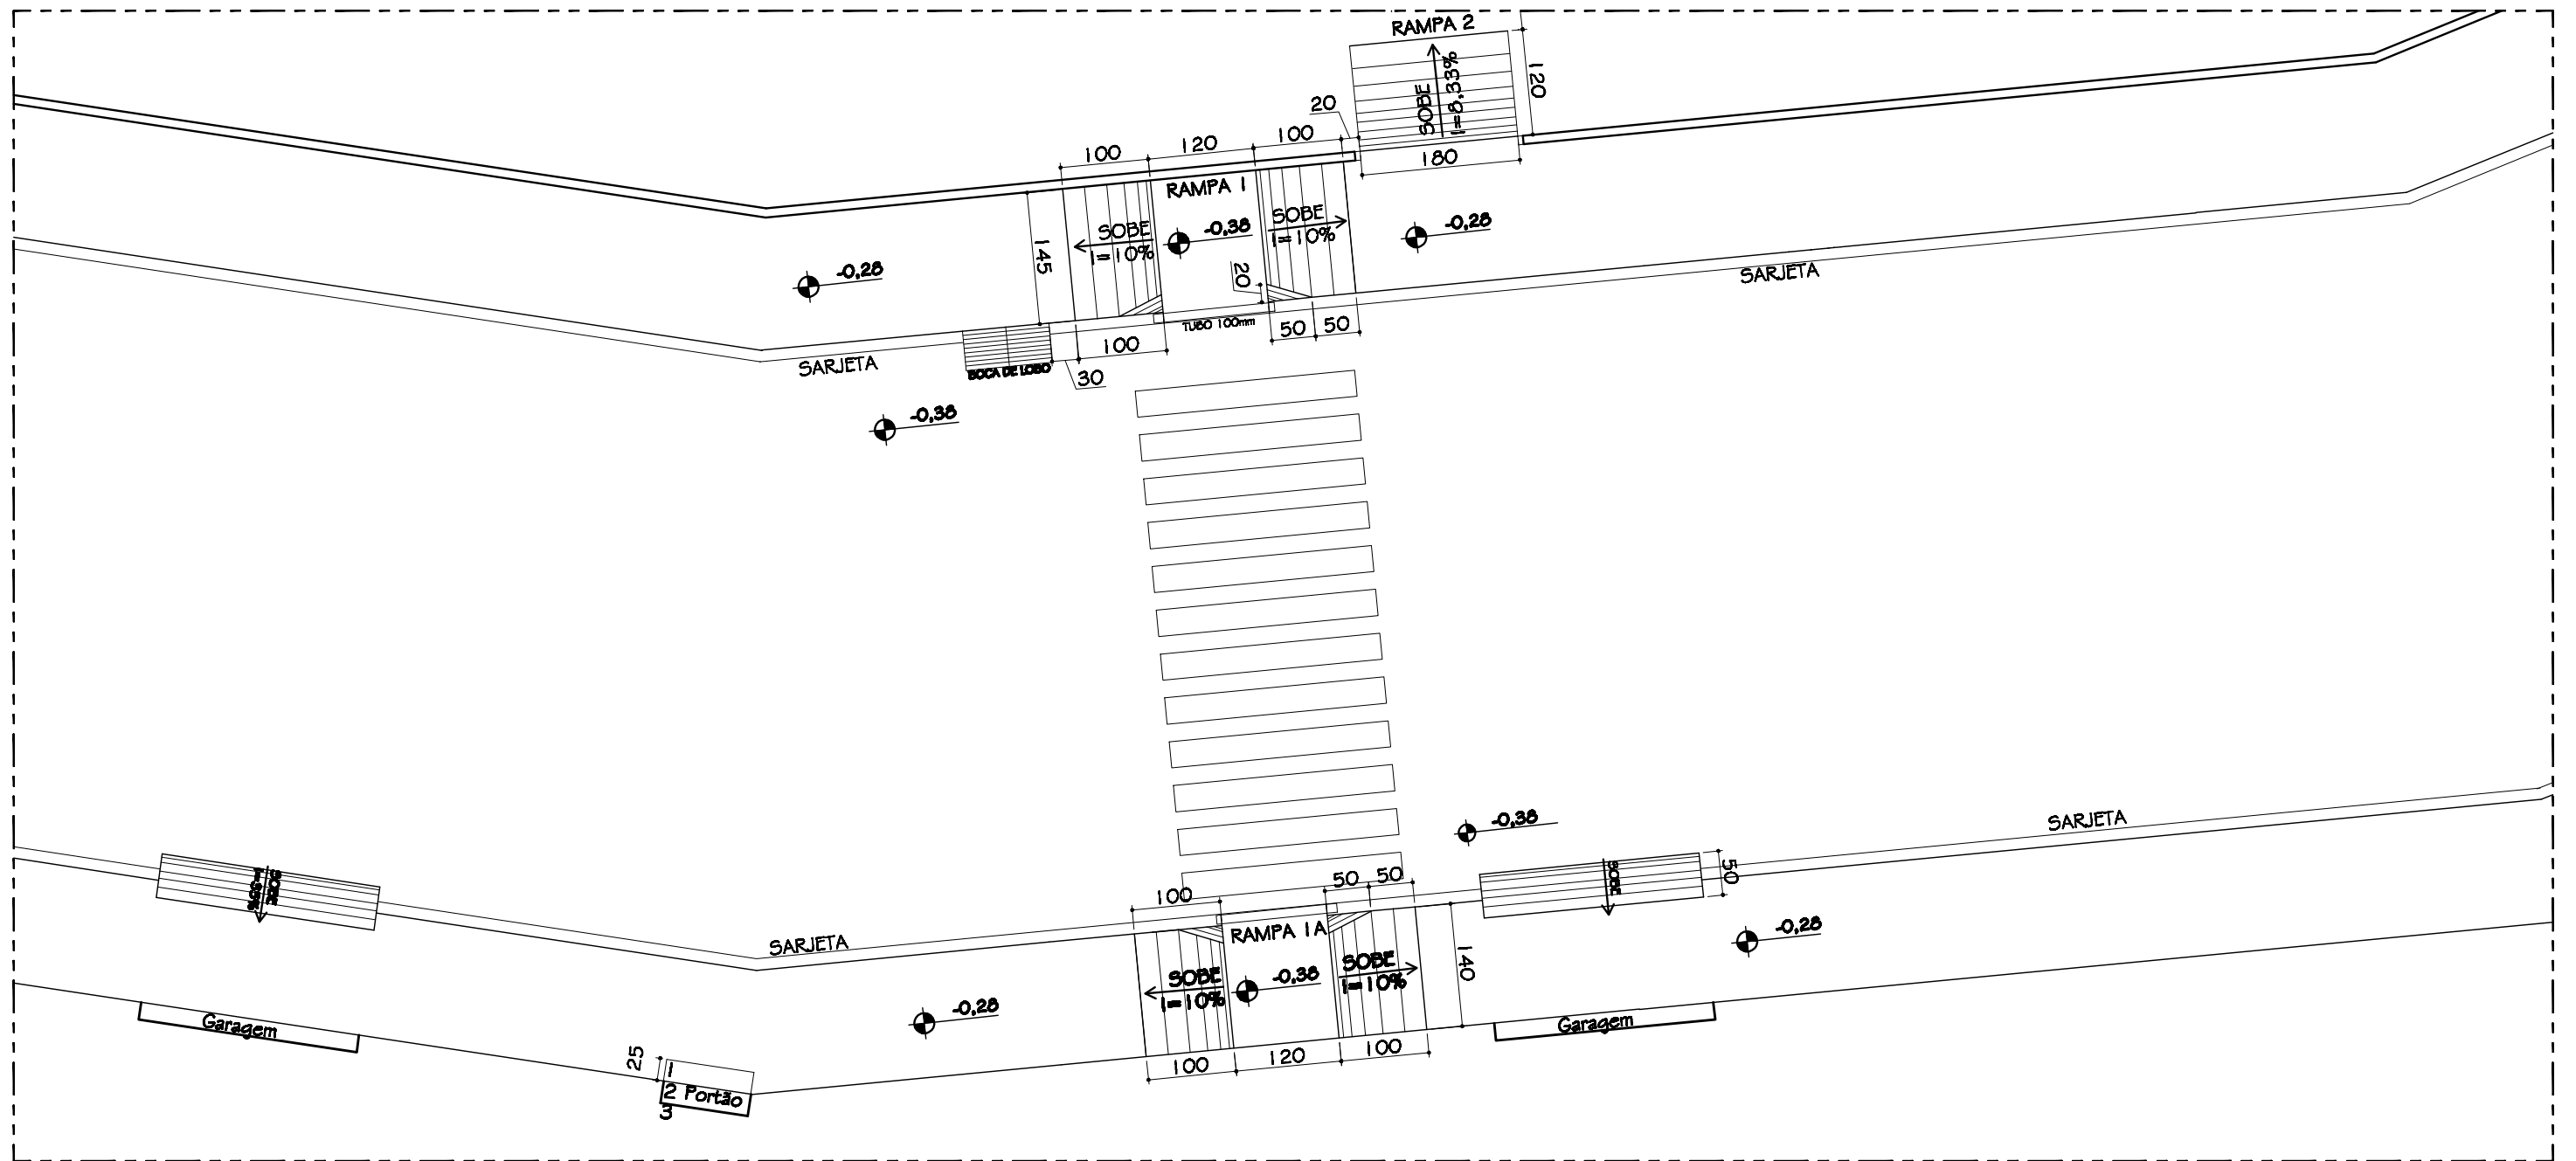 RAMPA 2
SOBE
I=8,33%
120
20
100
120
100
180
RAMPA 1
SOBE
I=10%
-0,38
SOBE
I=10%
-0,28
145
-0,28
20
SARJETA
TUBO 100mm
50
50
100
30
SARJETA
BOCA DE LOBO
-0,38
-0,38
SARJETA
SOBE
50
SOBE
100
50
50
SARJETA
RAMPA 1A
-0,28
SOBE
I=10%
-0,38
SOBE
I=10%
140
-0,28
Garagem
Garagem
100
120
100
25
1
2 Portão
3